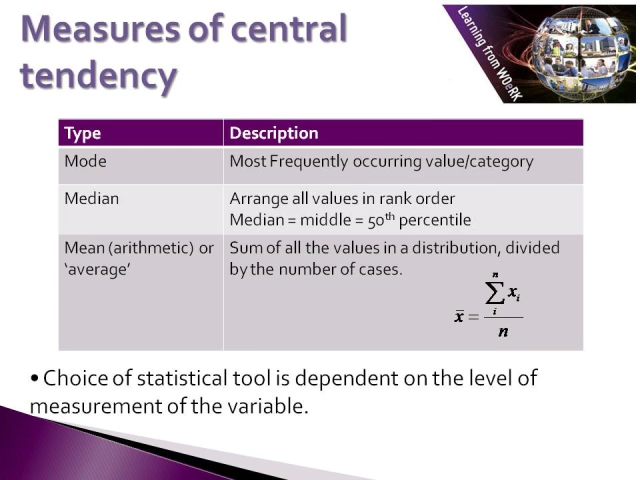 Measures of central
tendency
Learning from WOeRK
Type Description
Mode Most Frequently occurring value/category
Median Arrange all values in rank order
Median = middle = 50th percentile
Mean (arithmetic) or Sum of all the values in a distribution, divided
‘average’ by the number of cases.
n
∑ xᵢ
i
x̄ =
n
• Choice of statistical tool is dependent on the level of
measurement of the variable.